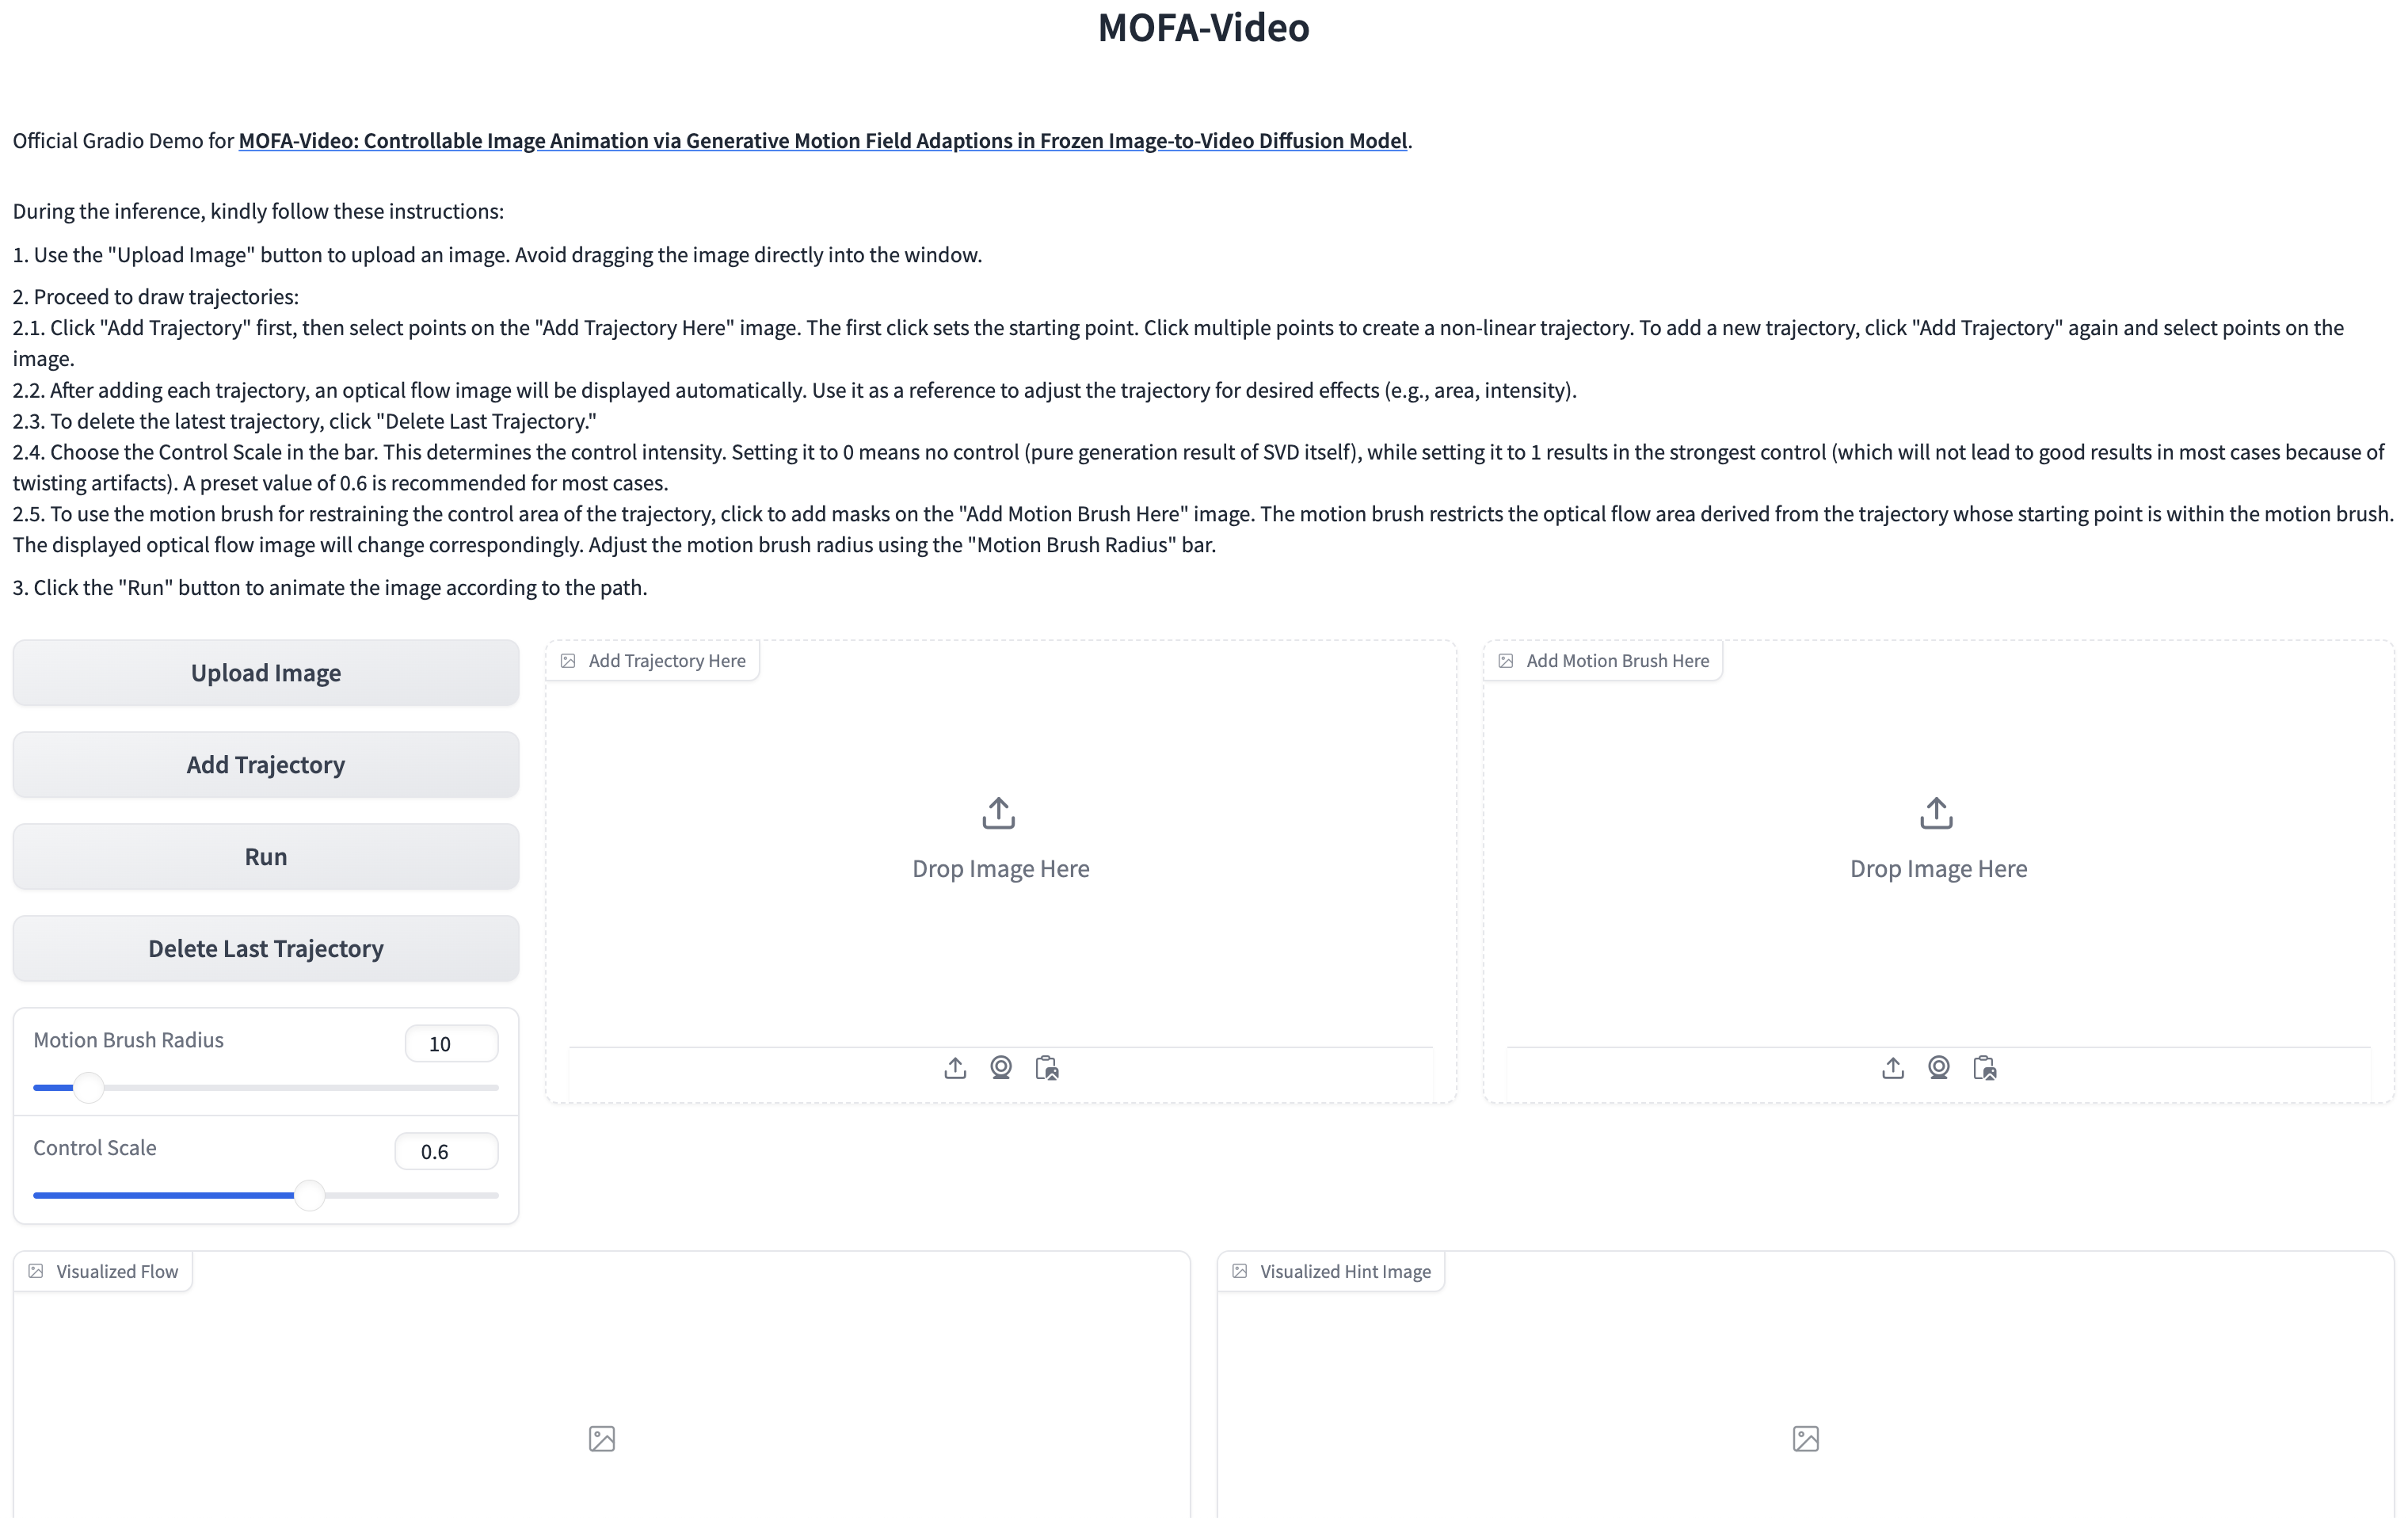 MOFA-Video
Official Gradio Demo for MOFA-Video: Controllable Image Animation via Generative Motion Field Adaptions in Frozen Image-to-Video Diffusion Model.
During the inference, kindly follow these instructions:
1. Use the "Upload Image" button to upload an image. Avoid dragging the image directly into the window.
2. Proceed to draw trajectories:
2.1. Click "Add Trajectory" first, then select points on the "Add Trajectory Here" image. The first click sets the starting point. Click multiple points to create a non-linear trajectory. To add a new trajectory, click "Add Trajectory" again and select points on the
image.
2.2. After adding each trajectory, an optical flow image will be displayed automatically. Use it as a reference to adjust the trajectory for desired effects (e.g., area, intensity).
2.3. To delete the latest trajectory, click "Delete Last Trajectory."
2.4. Choose the Control Scale in the bar. This determines the control intensity. Setting it to 0 means no control (pure generation result of SVD itself), while setting it to 1 results in the strongest control (which will not lead to good results in most cases because of
twisting artifacts). A preset value of 0.6 is recommended for most cases.
2.5. To use the motion brush for restraining the control area of the trajectory, click to add masks on the "Add Motion Brush Here" image. The motion brush restricts the optical flow area derived from the trajectory whose starting point is within the motion brush.
The displayed optical flow image will change correspondingly. Adjust the motion brush radius using the "Motion Brush Radius" bar.
3. Click the "Run" button to animate the image according to the path.
Upload Image
Add Trajectory
Run
Delete Last Trajectory
Motion Brush Radius
10
Control Scale
0.6
Add Trajectory Here
Drop Image Here
Add Motion Brush Here
Drop Image Here
Visualized Flow
Visualized Hint Image